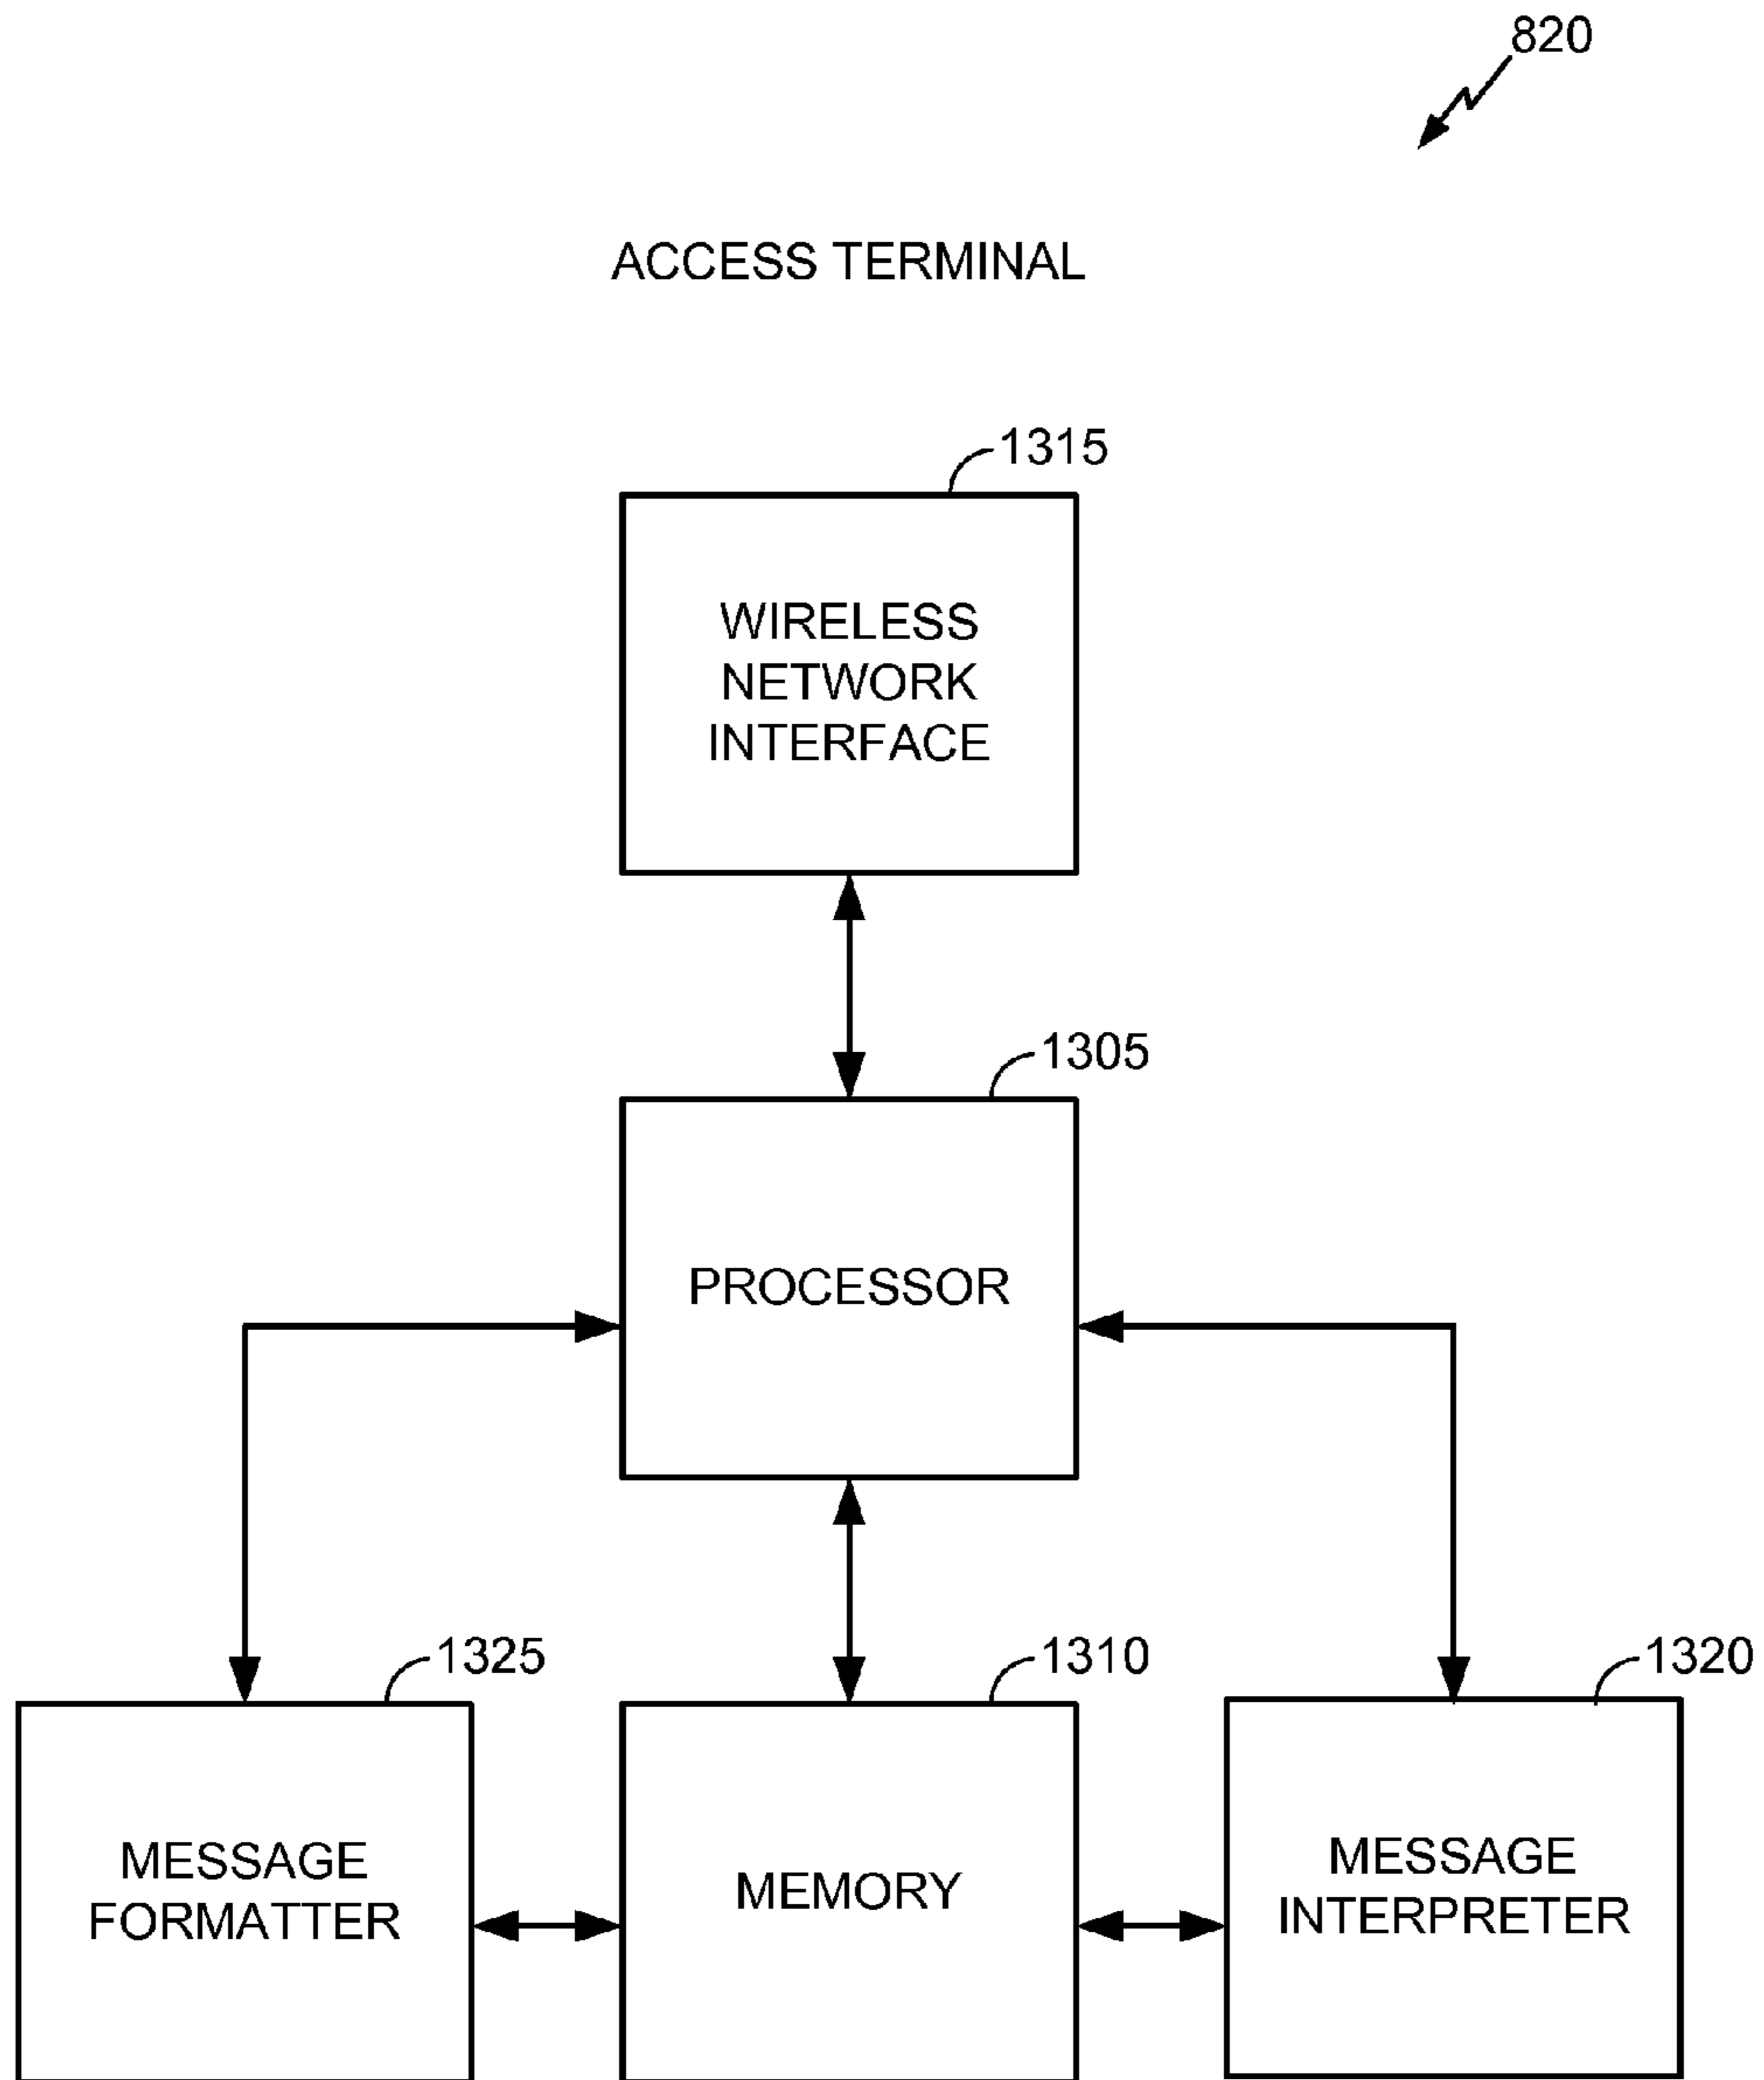 820
ACCESS TERMINAL
1315
WIRELESS
NETWORK
INTERFACE
1305
PROCESSOR
1325
1310
1320
MESSAGE
FORMATTER
MEMORY
MESSAGE
INTERPRETER